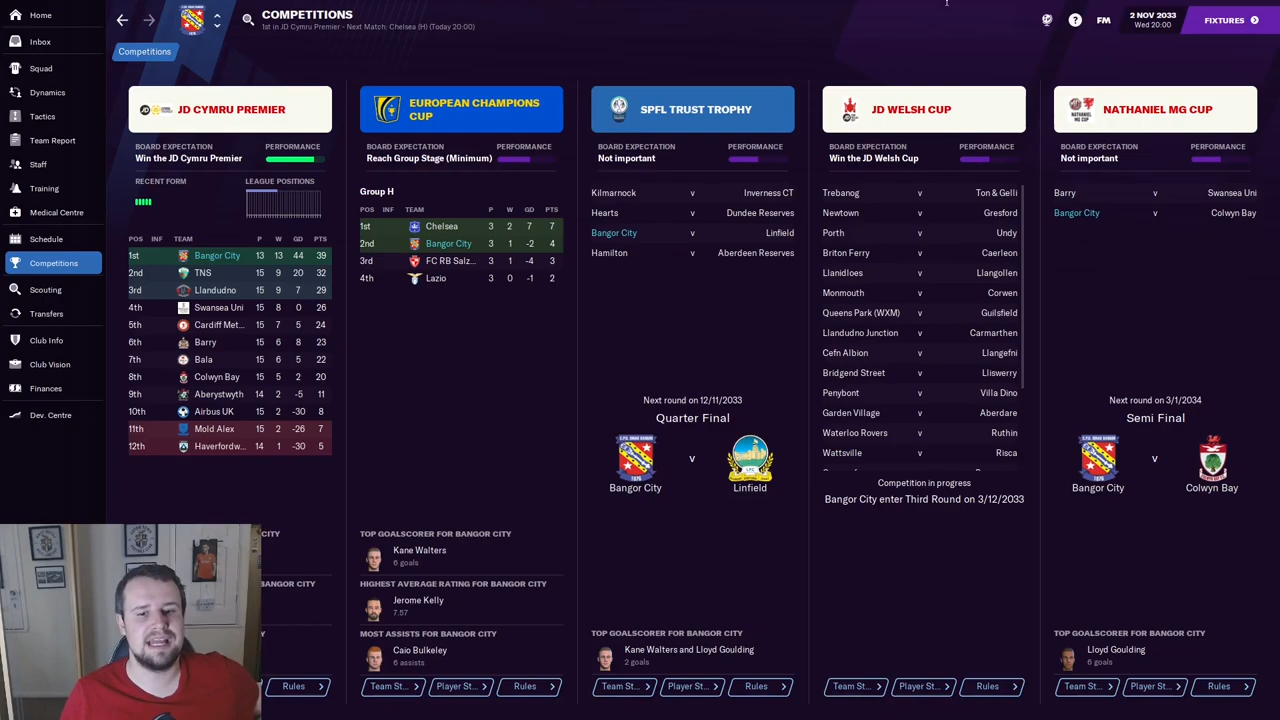 COMPETITIONS
1st in JD Cymru Premier - Next Match: Chelsea (H) (Today 20:00)
FM
2 NOV 2033
Wed 20:00
FIXTURES
Home
Inbox
Squad
Dynamics
Tactics
Team Report
Staff
Training
Medical Centre
Schedule
Competitions
Scouting
Transfers
Club Info
Club Vision
Finances
Dev. Centre
Competitions
JD CYMRU PREMIER
BOARD EXPECTATION
PERFORMANCE
Win the JD Cymru Premier
RECENT FORM
LEAGUE POSITIONS
POS INF TEAM P W GD PTS
1st Bangor City 13 13 44 39
2nd TNS 15 9 20 32
3rd Llandudno 15 9 7 29
4th Swansea Uni 15 8 0 26
5th Cardiff Met... 15 7 5 24
6th Barry 15 6 8 23
7th Bala 15 6 5 22
8th Colwyn Bay 15 5 2 20
9th Aberystwyth 14 2 -5 11
10th Airbus UK 15 2 -30 8
11th Mold Alex 15 2 -26 7
12th Haverfordw... 14 1 -30 5
CITY
BANGOR CITY
Rules
EUROPEAN CHAMPIONS
CUP
BOARD EXPECTATION
PERFORMANCE
Reach Group Stage (Minimum)
Group H
POS INF TEAM P W GD PTS
1st Chelsea 3 2 7 7
2nd Bangor City 3 1 -2 4
3rd FC RB Salz... 3 1 -4 3
4th Lazio 3 0 -1 2
TOP GOALSCORER FOR BANGOR CITY
Kane Walters
6 goals
HIGHEST AVERAGE RATING FOR BANGOR CITY
Jerome Kelly
7.57
MOST ASSISTS FOR BANGOR CITY
Caio Bulkeley
6 assists
Team St...
Player St...
Rules
SPFL TRUST TROPHY
BOARD EXPECTATION
PERFORMANCE
Not important
Kilmarnock v Inverness CT
Hearts v Dundee Reserves
Bangor City v Linfield
Hamilton v Aberdeen Reserves
Next round on 12/11/2033
Quarter Final
v
Bangor City
Linfield
TOP GOALSCORER FOR BANGOR CITY
Kane Walters and Lloyd Goulding
2 goals
Team St...
Player St...
Rules
JD WELSH CUP
BOARD EXPECTATION
PERFORMANCE
Win the JD Welsh Cup
Trebanog v Ton & Gelli
Newtown v Gresford
Porth v Undy
Briton Ferry v Caerleon
Llanidloes v Llangollen
Monmouth v Corwen
Queens Park (WXM) v Guilsfield
Llandudno Junction v Carmarthen
Cefn Albion v Llangefni
Bridgend Street v Lliswerry
Penybont v Villa Dino
Garden Village v Aberdare
Waterloo Rovers v Ruthin
Wattsville v Risca
Competition in progress
Bangor City enter Third Round on 3/12/2033
Team St...
Player St...
Rules
NATHANIEL MG CUP
BOARD EXPECTATION
PERFORMANCE
Not important
Barry v Swansea Uni
Bangor City v Colwyn Bay
Next round on 3/1/2034
Semi Final
v
Bangor City
Colwyn Bay
TOP GOALSCORER FOR BANGOR CITY
Lloyd Goulding
6 goals
Team St...
Player St...
Rules